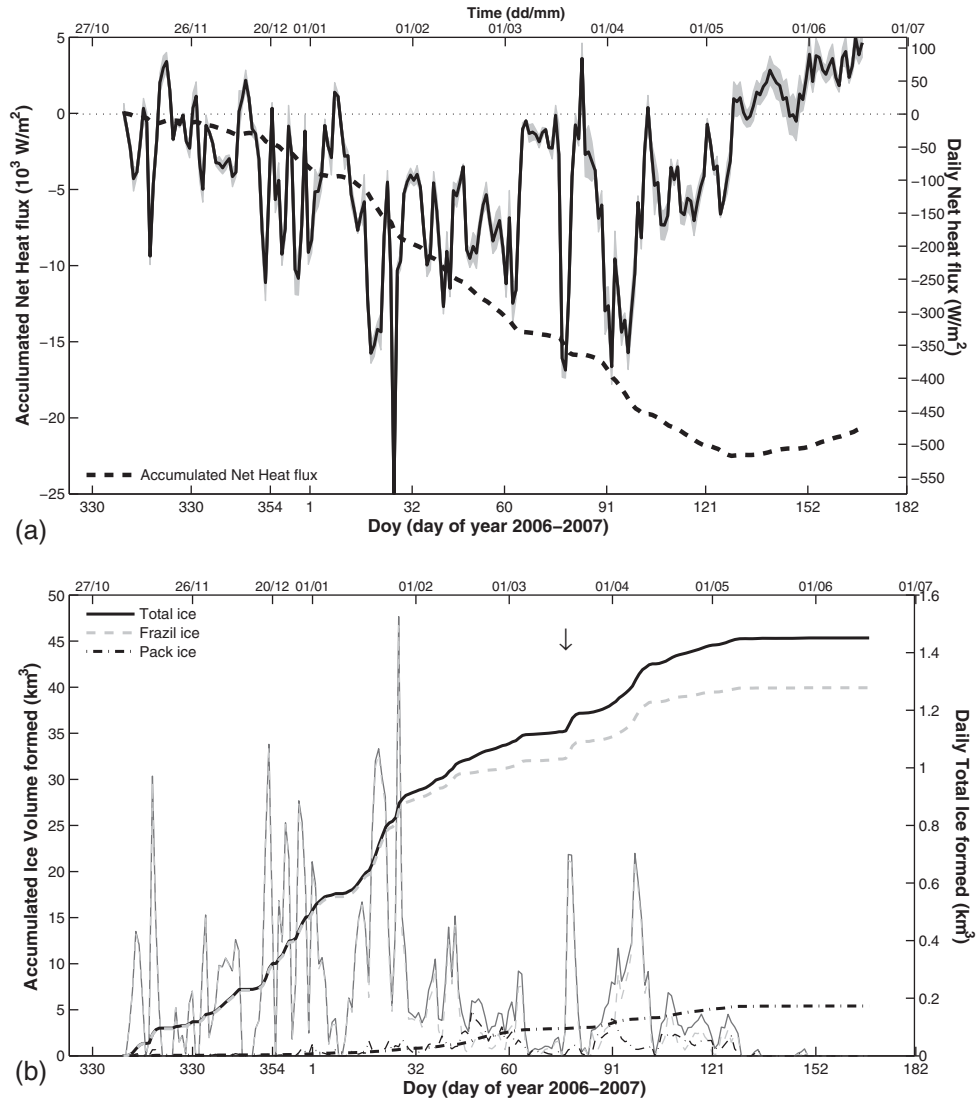 Time (dd/mm)
27/10 26/11 20/12 01/01 01/02 01/03 01/04 01/05 01/06 01/07
5
0
−5
−10
−15
−20
−25
Acculumated Net Heat flux (10³ W/m²)
100
50
0
−50
−100
−150
−200
−250
−300
−350
−400
−450
−500
−550
Daily Net heat flux (W/m²)
Accumulated Net Heat flux
330 330 354 1 32 60 91 121 152 182
(a)
Doy (day of year 2006−2007)
27/10 26/11 20/12 01/01 01/02 01/03 01/04 01/05 01/06 01/07
50
45
40
35
30
25
20
15
10
5
0
Accumulated Ice Volume formed (km³)
Total ice
Frazil ice
Pack ice
1.6
1.4
1.2
1
0.8
0.6
0.4
0.2
0
Daily Total Ice formed (km³)
330 330 354 1 32 60 91 121 152 182
(b)
Doy (day of year 2006−2007)